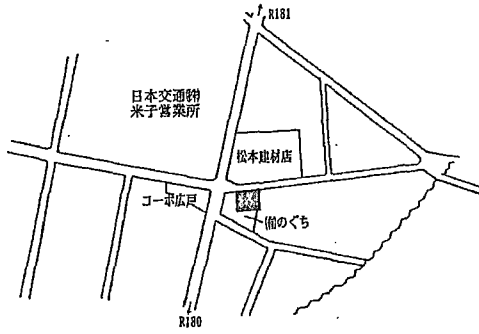 R181
日本交通㈱
米子営業所
松本建材店
コーポ広戸
㈲のぐち
R180